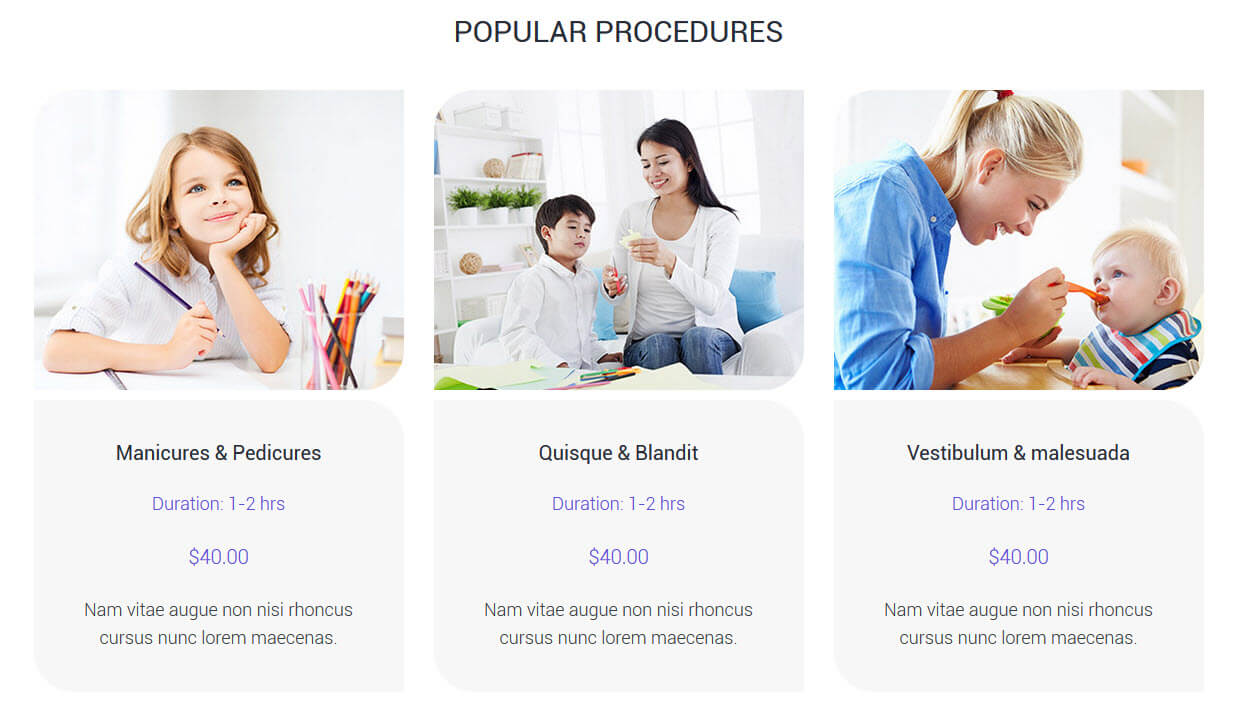 POPULAR PROCEDURES
Manicures & Pedicures
Duration: 1-2 hrs
$40.00
Nam vitae augue non nisi rhoncus
cursus nunc lorem maecenas.
Quisque & Blandit
Duration: 1-2 hrs
$40.00
Nam vitae augue non nisi rhoncus
cursus nunc lorem maecenas.
Vestibulum & malesuada
Duration: 1-2 hrs
$40.00
Nam vitae augue non nisi rhoncus
cursus nunc lorem maecenas.